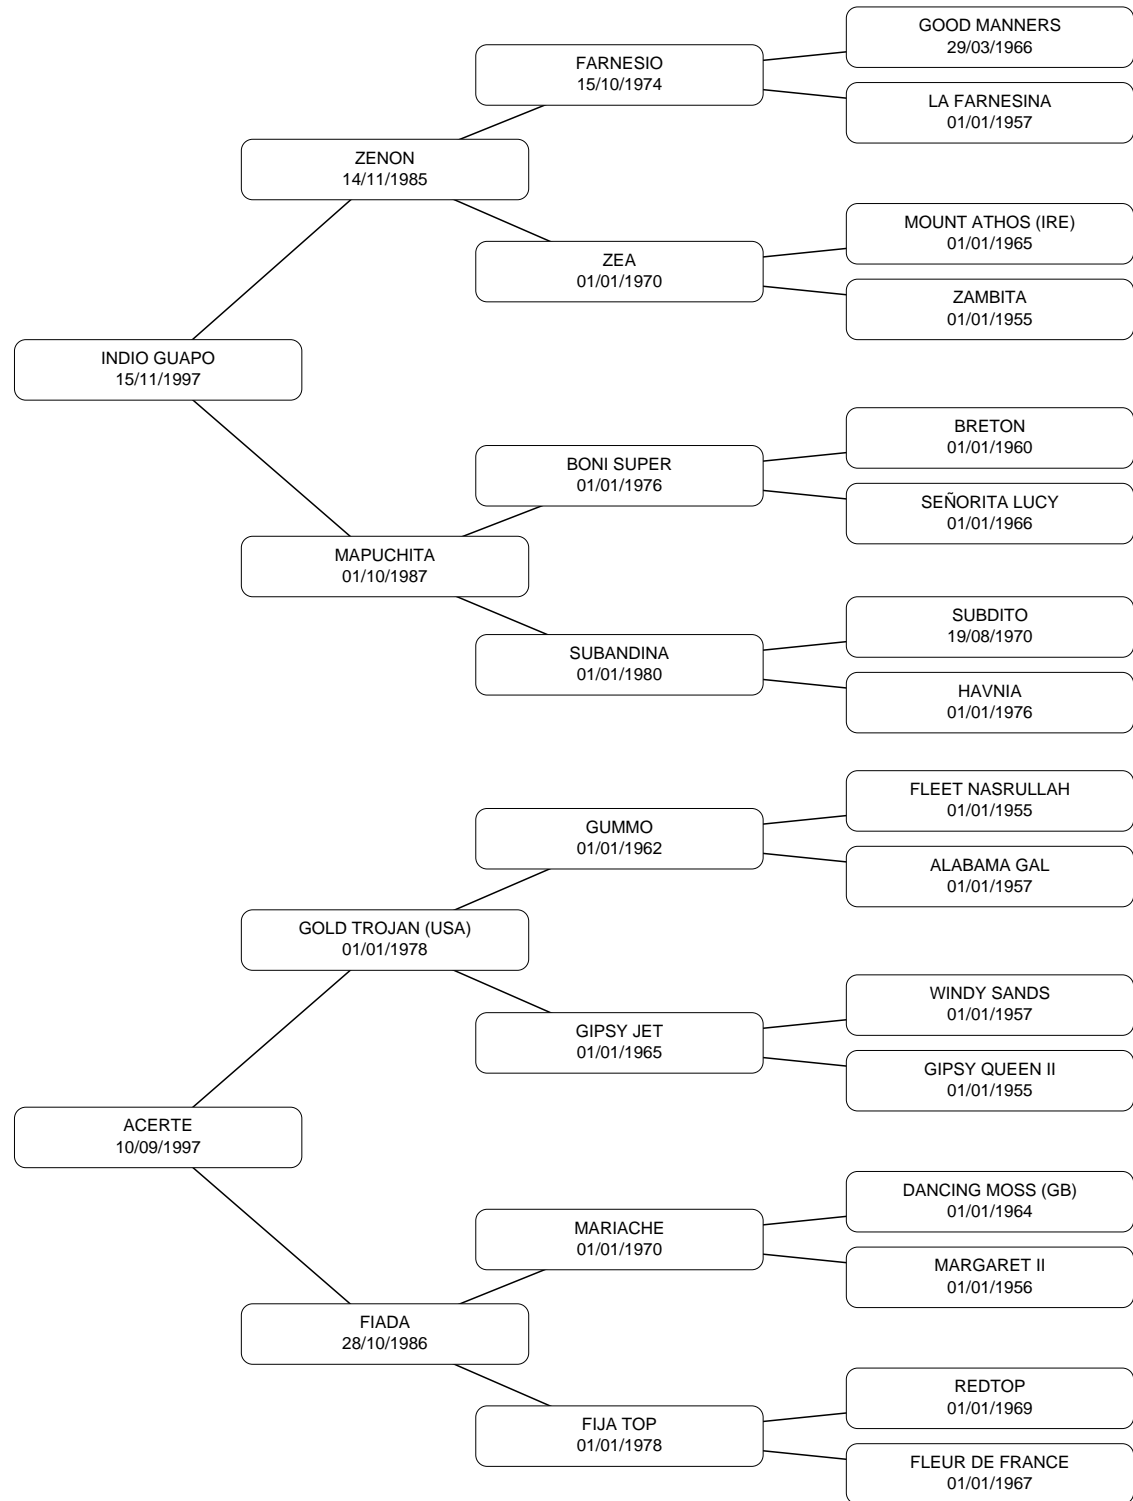 GOOD MANNERS
29/03/1966
FARNESIO
15/10/1974
LA FARNESINA
01/01/1957
ZENON
14/11/1985
MOUNT ATHOS (IRE)
01/01/1965
ZEA
01/01/1970
ZAMBITA
01/01/1955
INDIO GUAPO
15/11/1997
BRETON
01/01/1960
BONI SUPER
01/01/1976
SEÑORITA LUCY
01/01/1966
MAPUCHITA
01/10/1987
SUBDITO
19/08/1970
SUBANDINA
01/01/1980
HAVNIA
01/01/1976
FLEET NASRULLAH
01/01/1955
GUMMO
01/01/1962
ALABAMA GAL
01/01/1957
GOLD TROJAN (USA)
01/01/1978
WINDY SANDS
01/01/1957
GIPSY JET
01/01/1965
GIPSY QUEEN II
01/01/1955
ACERTE
10/09/1997
DANCING MOSS (GB)
01/01/1964
MARIACHE
01/01/1970
MARGARET II
01/01/1956
FIADA
28/10/1986
REDTOP
01/01/1969
FIJA TOP
01/01/1978
FLEUR DE FRANCE
01/01/1967